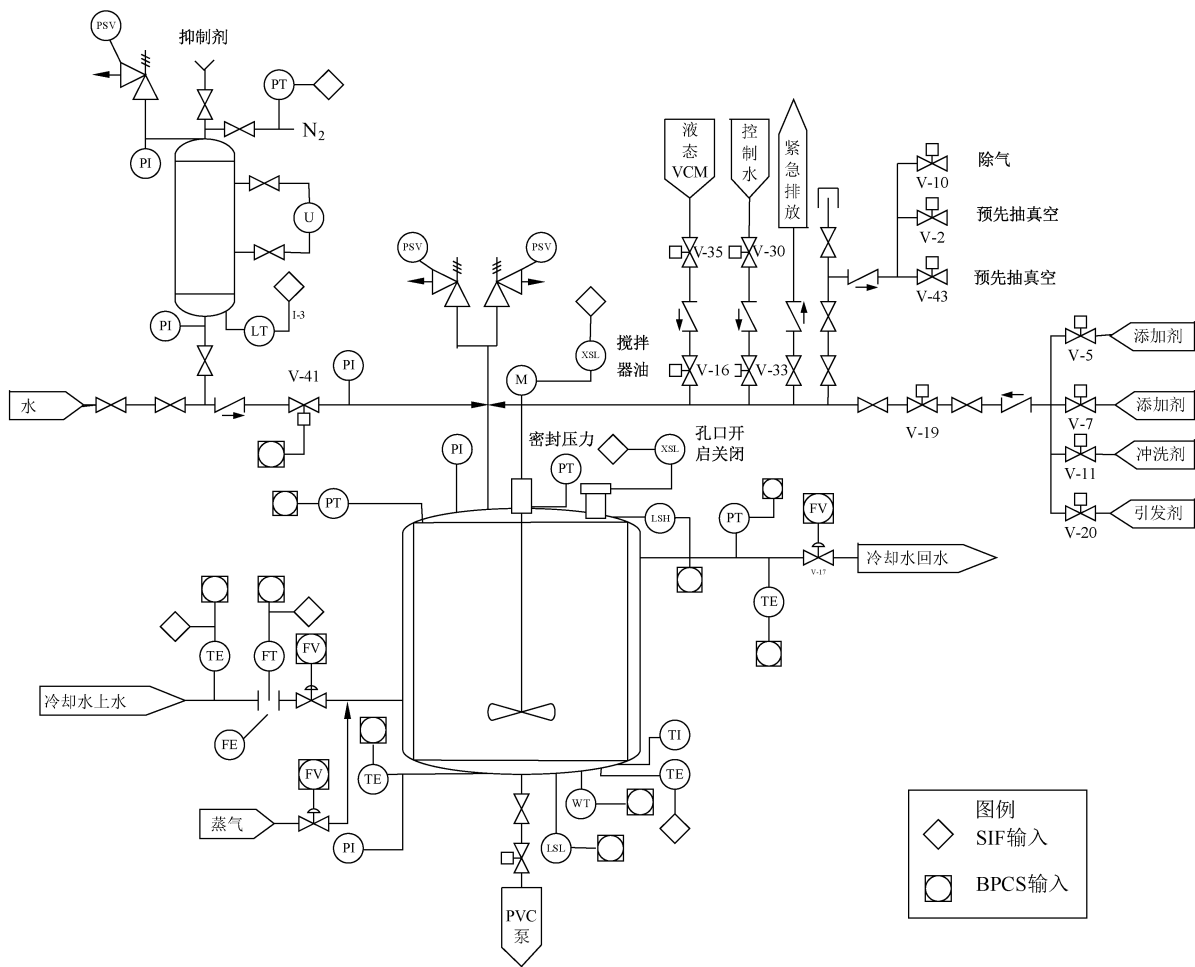 PSV
抑制剂
PT
N₂
PI
U
PI
LT
I-3
PSV
PSV
液态
VCM
控制水
紧急排放
V-10
除气
V-2
预先抽真空
V-43
预先抽真空
V-35
V-30
V-16
V-33
V-5
添加剂
V-7
添加剂
V-11
冲洗剂
V-20
引发剂
V-19
水
V-41
PI
M
XSL
搅拌
器油
PI
密封压力
PT
孔口开
启关闭
XSL
PT
LSH
PT
FV
V-17
冷却水回水
TE
TE
FT
FV
冷却水上水
FE
TE
FV
蒸气
PI
TI
TE
WT
LSL
PVC
泵
图例
SIF输入
BPCS输入